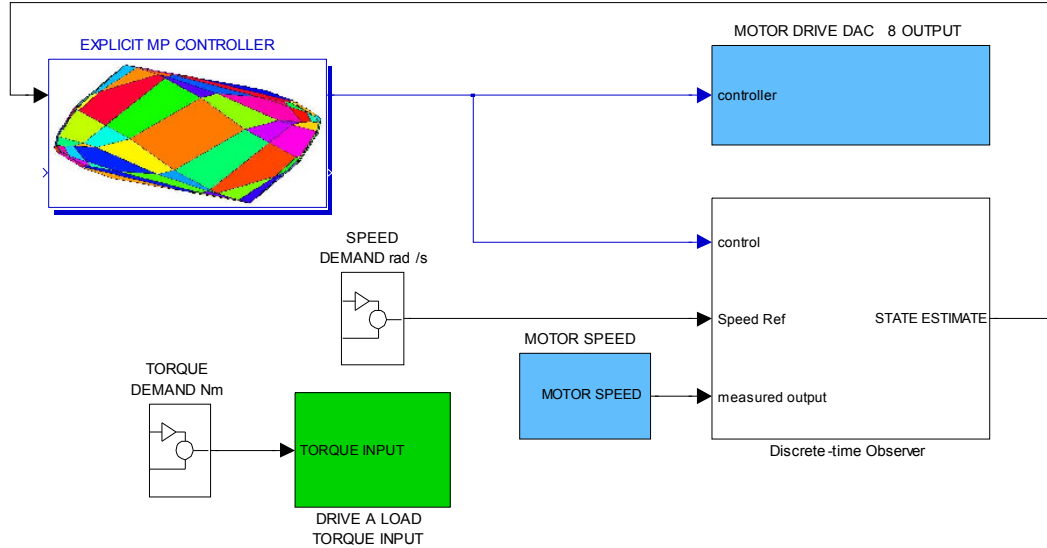 EXPLICIT MP CONTROLLER
MOTOR DRIVE DAC 8 OUTPUT
controller
SPEED
DEMAND rad /s
control
Speed Ref
STATE ESTIMATE
MOTOR SPEED
MOTOR SPEED
measured output
Discrete-time Observer
TORQUE
DEMAND Nm
TORQUE INPUT
DRIVE A LOAD
TORQUE INPUT